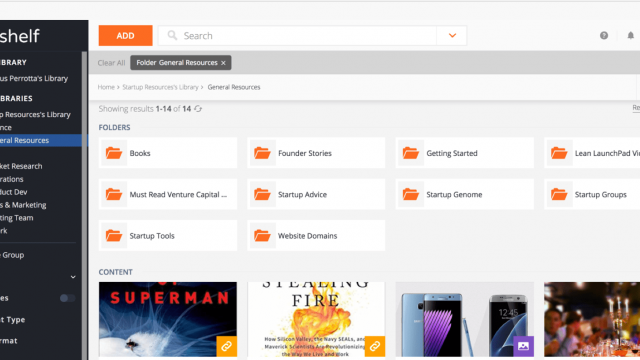 shelf
ADD
Search
IBRARY
us Perrotta's Library
IBRARIES
p Resources's Library
ence
neral Resources
ket Research
rations
duct Dev
s & Marketing
ting Team
rk
e Group
es
nt Type
rmat
Clear All
Folder General Resources ×
Home > Startup Resources's Library > General Resources
Showing results 1-14 of 14
Re
FOLDERS
Books
Founder Stories
Getting Started
Lean LaunchPad Vi
Must Read Venture Capital ...
Startup Advice
Startup Genome
Startup Groups
Startup Tools
Website Domains
CONTENT
OF
SUPERMAN
STEALING
FIRE
How Silicon Valley, the Navy SEALs, and
Maverick Scientists Are Revolutionizing
the Way We Live and Work